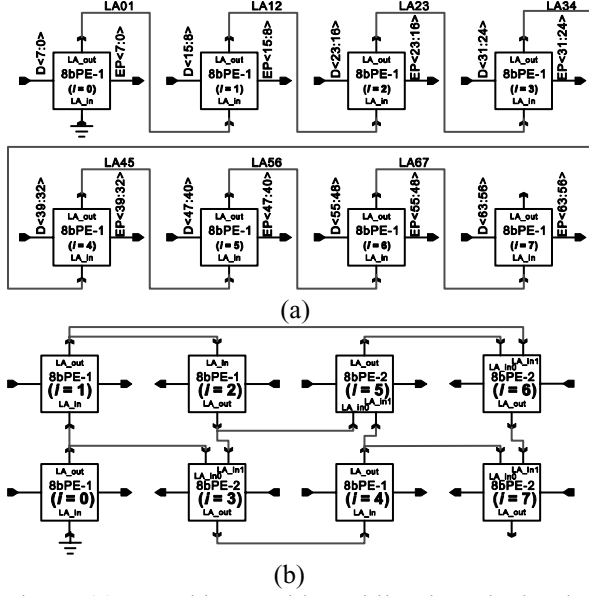 LA01 LA12 LA23 LA34
D<7:0> LA_out EP<7:0> D<15:8> LA_out EP<15:8> D<23:16> LA_out EP<23:16> D<31:24> LA_out EP<31:24>
8bPE-1 8bPE-1 8bPE-1 8bPE-1
(l = 0) (l = 1) (l = 2) (l = 3)
LA_in LA_in LA_in LA_in
LA45 LA56 LA67
D<39:32> LA_out EP<39:32> D<47:40> LA_out EP<47:40> D<55:48> LA_out EP<55:48> D<63:56> LA_out EP<63:56>
8bPE-1 8bPE-1 8bPE-1 8bPE-1
(l = 4) (l = 5) (l = 6) (l = 7)
LA_in LA_in LA_in LA_in
(a)
LA_out LA_in LA_out LA_in0 LA_in1
8bPE-1 8bPE-1 8bPE-2 8bPE-2
(l = 1) (l = 2) (l = 5) (l = 6)
LA_in LA_out LA_in0 LA_in1 LA_out
LA_out LA_in0 LA_in1 LA_out LA_in0 LA_in1
8bPE-1 8bPE-2 8bPE-1 8bPE-2
(l = 0) (l = 3) (l = 4) (l = 7)
LA_in LA_out LA_in LA_out
(b)